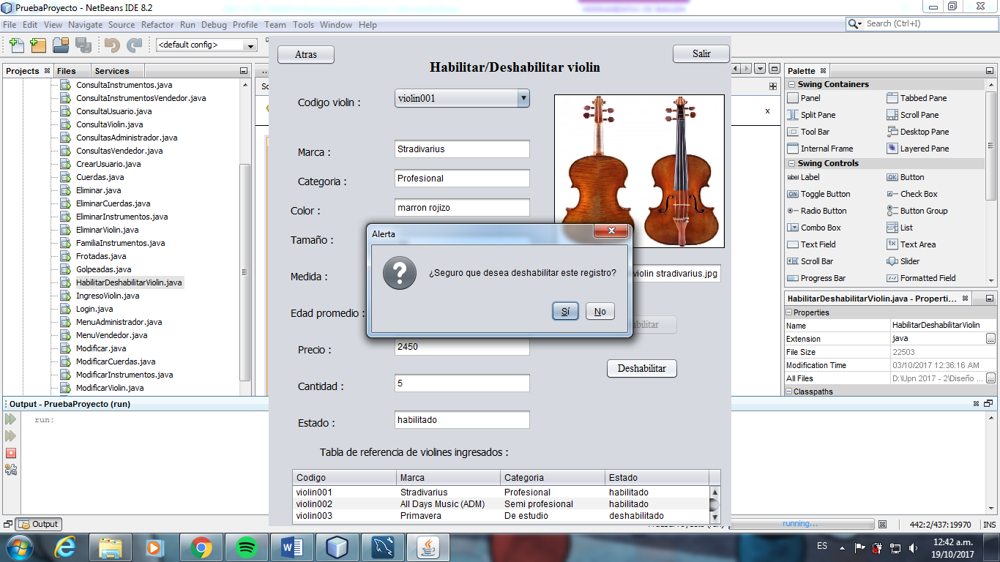 PruebaProyecto - NetBeans IDE 8.2
File Edit View Navigate Source Refactor Run Debug Profile Team Tools Window Help
Search (Ctrl+I)
<default config>
Projects
Files
Services
ConsultaInstrumentos.java
ConsultaInstrumentosVendedor.java
ConsultaUsuario.java
ConsultaViolin.java
ConsultasAdministrador.java
ConsultasVendedor.java
CrearUsuario.java
Cuerdas.java
Eliminar.java
EliminarCuerdas.java
EliminarInstrumentos.java
EliminarViolin.java
FamiliaInstrumentos.java
Frotadas.java
Golpeadas.java
HabilitarDeshabilitarViolin.java
IngresoViolin.java
Login.java
MenuAdministrador.java
MenuVendedor.java
Modificar.java
ModificarCuerdas.java
ModificarInstrumentos.java
ModificarViolin.java
Atras
Salir
Habilitar/Deshabilitar violin
Codigo violin :
violin001
Marca :
Stradivarius
Categoria :
Profesional
Color :
marron rojizo
Tamaño :
Medida :
violin stradivarius.jpg
Edad promedio :
Precio :
2450
Deshabilitar
Cantidad :
5
Estado :
habilitado
Alerta
¿Seguro que desea deshabilitar este registro?
Sí
No
Tabla de referencia de violines ingresados :
Codigo Marca Categoria Estado
violin001 Stradivarius Profesional habilitado
violin002 All Days Music (ADM) Semi profesional habilitado
violin003 Primavera De estudio deshabilitado
x
Palette
Swing Containers
Panel Tabbed Pane
Split Pane Scroll Pane
Tool Bar Desktop Pane
Internal Frame Layered Pane
Swing Controls
Label Button
Toggle Button Check Box
Radio Button Button Group
Combo Box List
Text Field Text Area
Scroll Bar Slider
Progress Bar Formatted Field
HabilitarDeshabilitarViolin.java - Properti...
Properties
Name HabilitarDeshabilitarViolin
Extension java
File Size 22503
Modification Time 03/10/2017 12:36:16 AM
All Files D:\Upn 2017 - 2\Diseño ...
Classpaths
Output - PruebaProyecto (run)
run:
Output
running...
442:2/437:19970
INS
ES
12:42 a.m.
19/10/2017